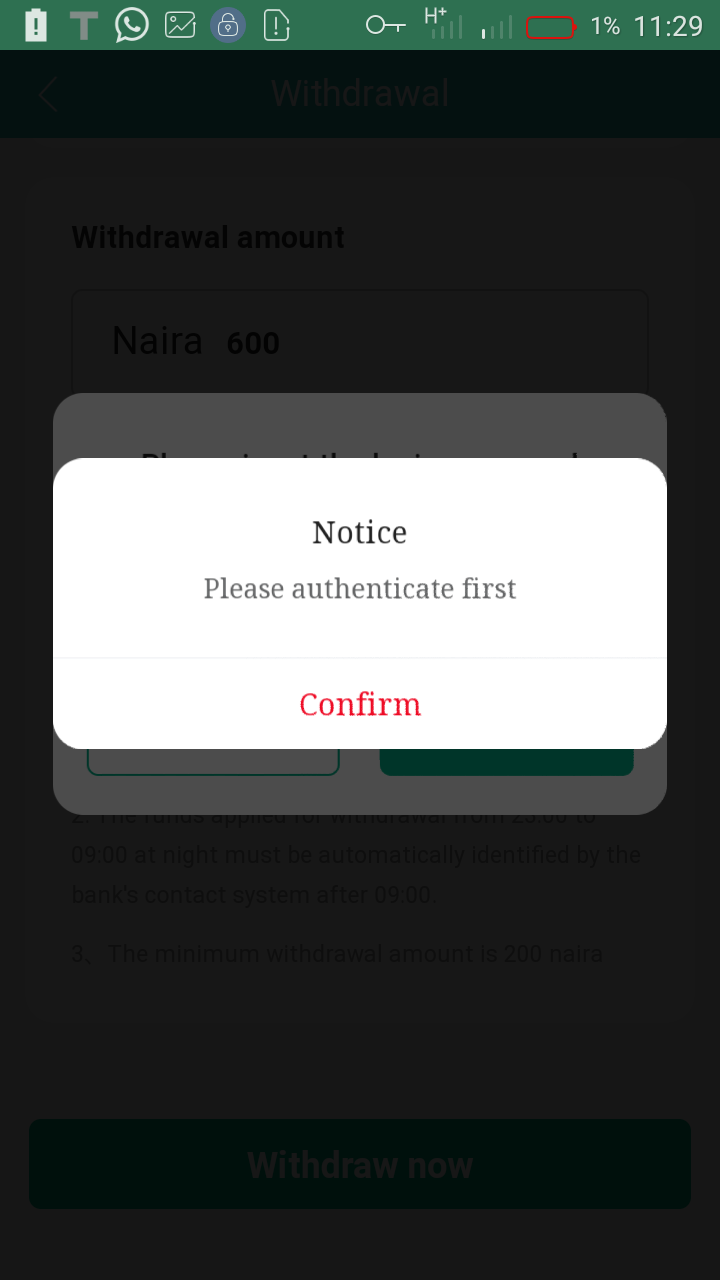 H+ 1% 11:29
Withdrawal
Withdrawal amount
Naira 600
Notice
Please authenticate first
Confirm
2. The funds applied for withdrawal from 23:00 to
09:00 at night must be automatically identified by the
bank's contact system after 09:00.
3、The minimum withdrawal amount is 200 naira
Withdraw now